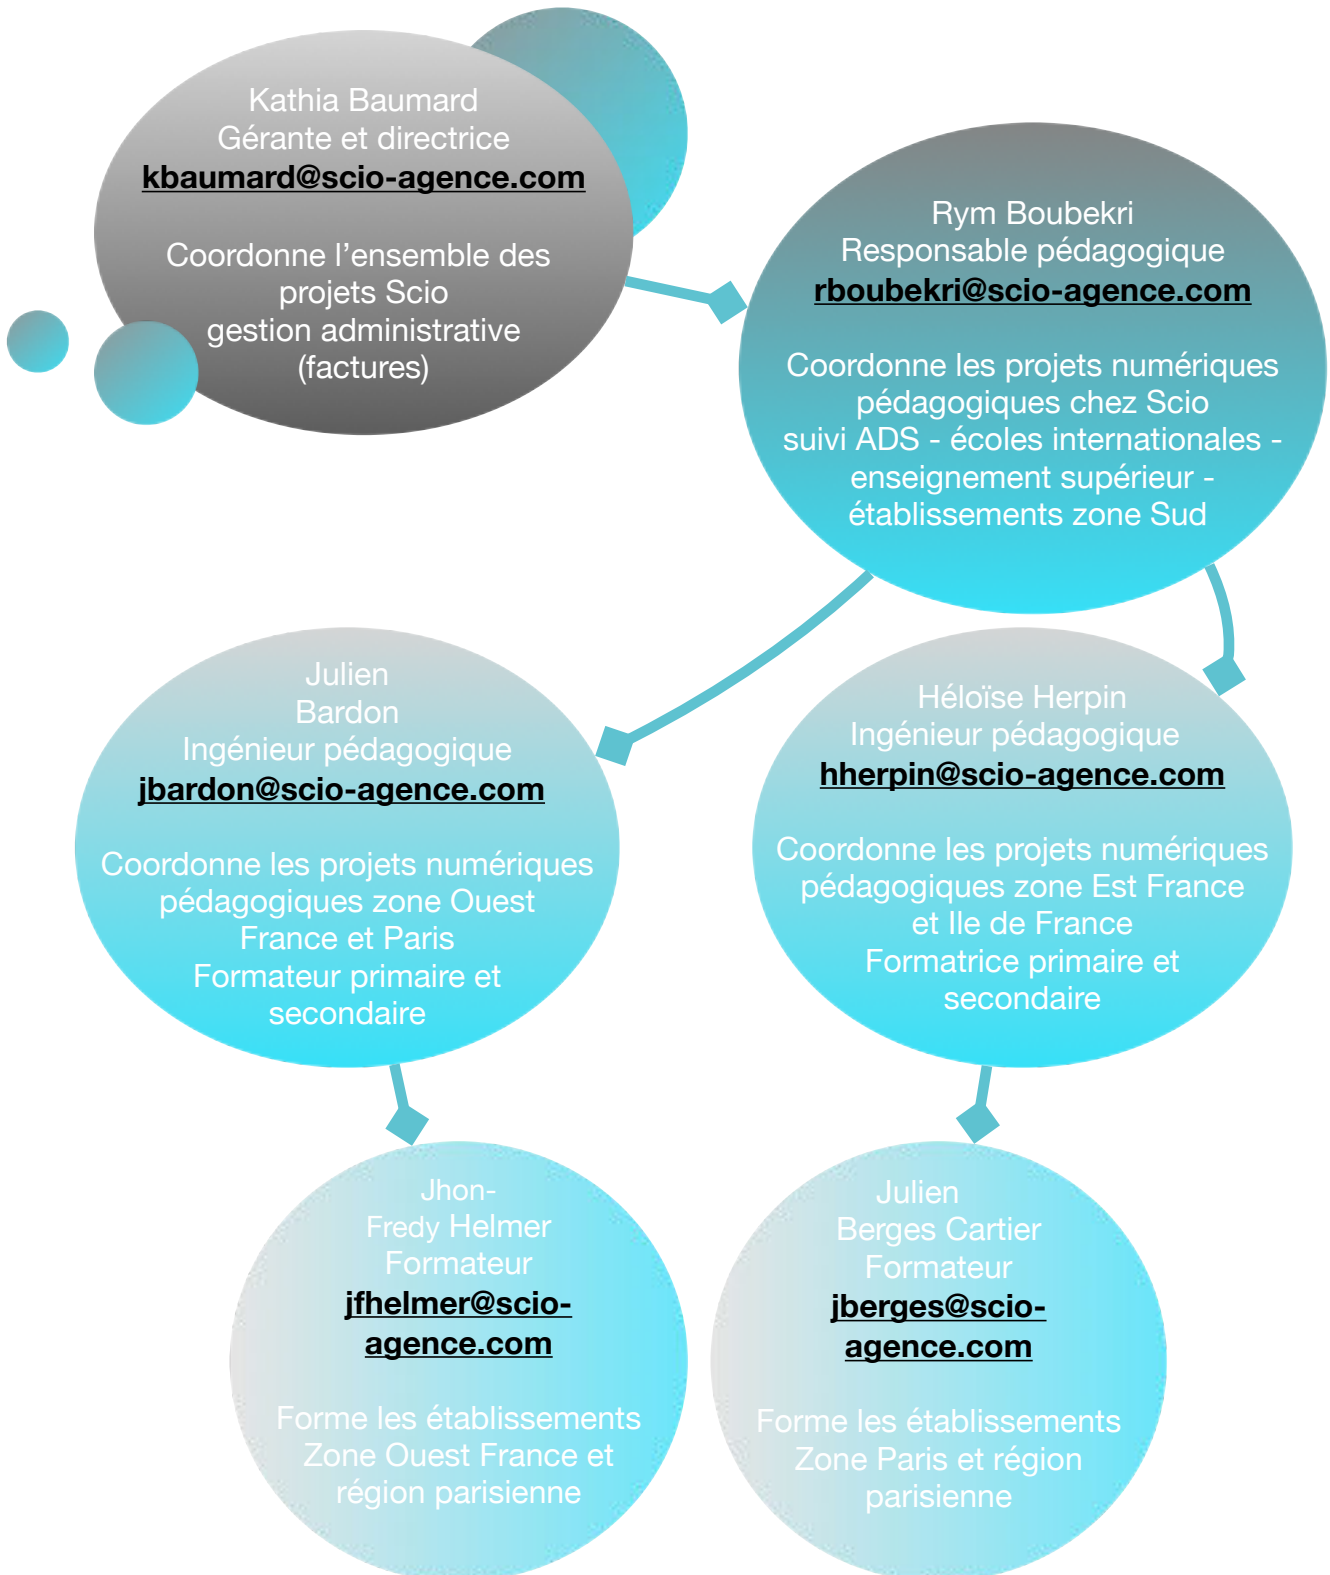 Kathia Baumard
Gérante et directrice
kbaumard@scio-agence.com
Coordonne l’ensemble des
projets Scio
gestion administrative
(factures)
Rym Boubekri
Responsable pédagogique
rboubekri@scio-agence.com
Coordonne les projets numériques
pédagogiques chez Scio
suivi ADS - écoles internationales -
enseignement supérieur -
établissements zone Sud
Julien
Bardon
Ingénieur pédagogique
jbardon@scio-agence.com
Coordonne les projets numériques
pédagogiques zone Ouest
France et Paris
Formateur primaire et
secondaire
Héloïse Herpin
Ingénieur pédagogique
hherpin@scio-agence.com
Coordonne les projets numériques
pédagogiques zone Est France
et Ile de France
Formatrice primaire et
secondaire
Jhon-
Fredy Helmer
Formateur
jfhelmer@scio-
agence.com
Forme les établissements
Zone Ouest France et
région parisienne
Julien
Berges Cartier
Formateur
jberges@scio-
agence.com
Forme les établissements
Zone Paris et région
parisienne